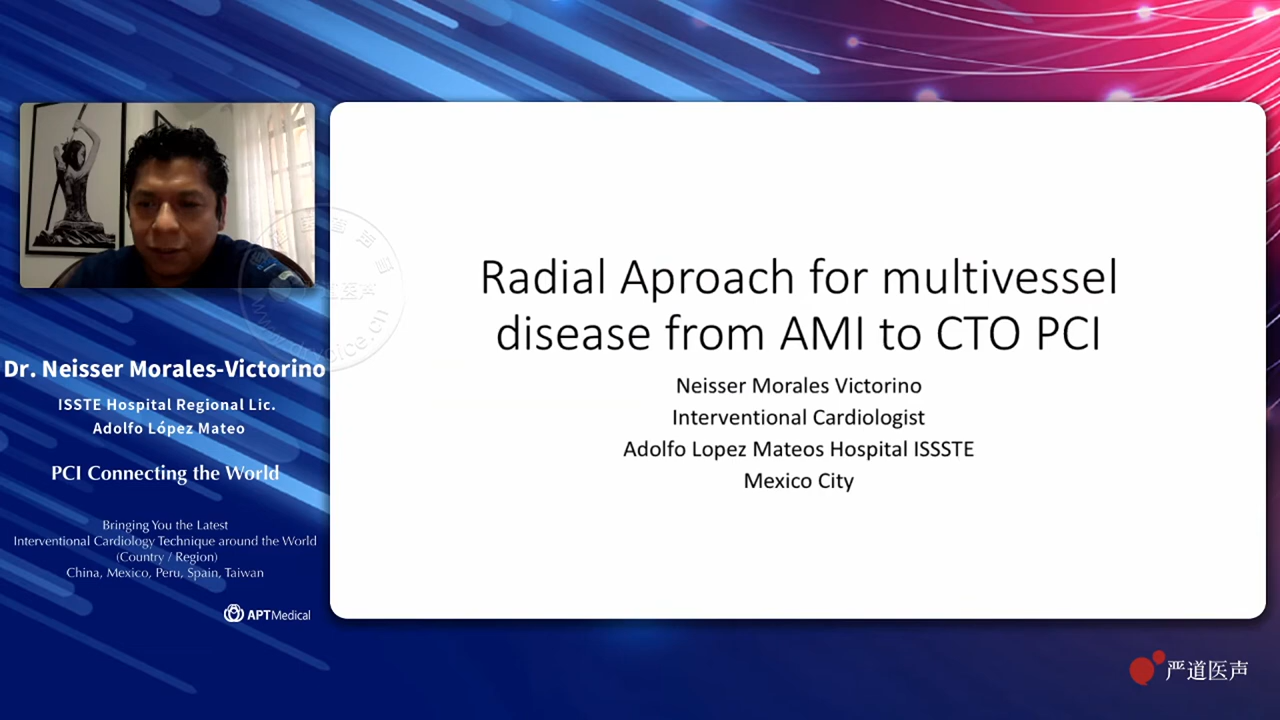 Radial Aproach for multivessel
disease from AMI to CTO PCI
Neisser Morales Victorino
Interventional Cardiologist
Adolfo Lopez Mateos Hospital ISSSTE
Mexico City
Dr. Neisser Morales-Victorino
ISSTE Hospital Regional Lic.
Adolfo López Mateo
PCI Connecting the World
Bringing You the Latest
Interventional Cardiology Technique around the World
(Country / Region)
China, Mexico, Peru, Spain, Taiwan
APTMedical
严道医声